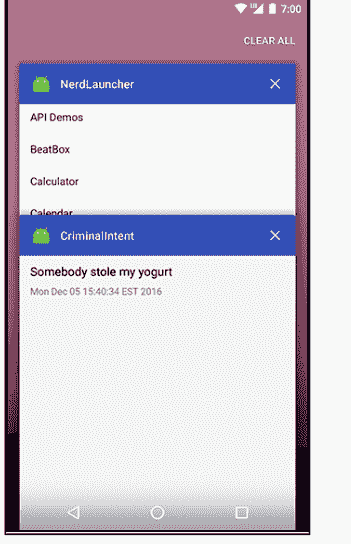 7:00
CLEAR ALL
NerdLauncher
API Demos
BeatBox
Calculator
Calendar
CriminalIntent
Somebody stole my yogurt
Mon Dec 05 15:40:34 EST 2016